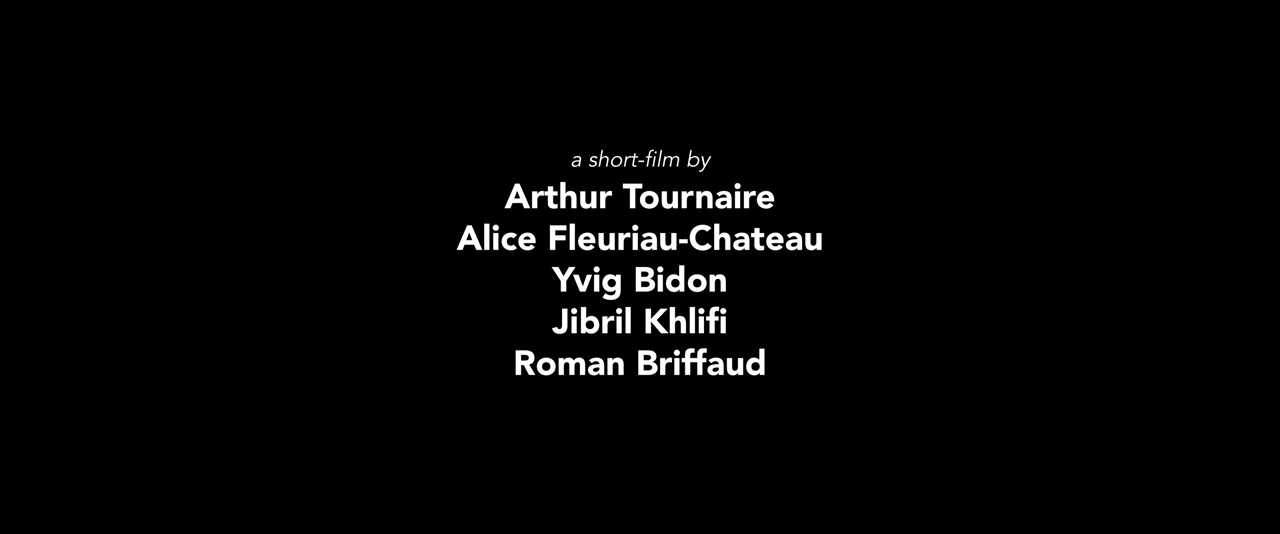 a short-film by
Arthur Tournaire
Alice Fleuriau-Chateau
Yvig Bidon
Jibril Khlifi
Roman Briffaud